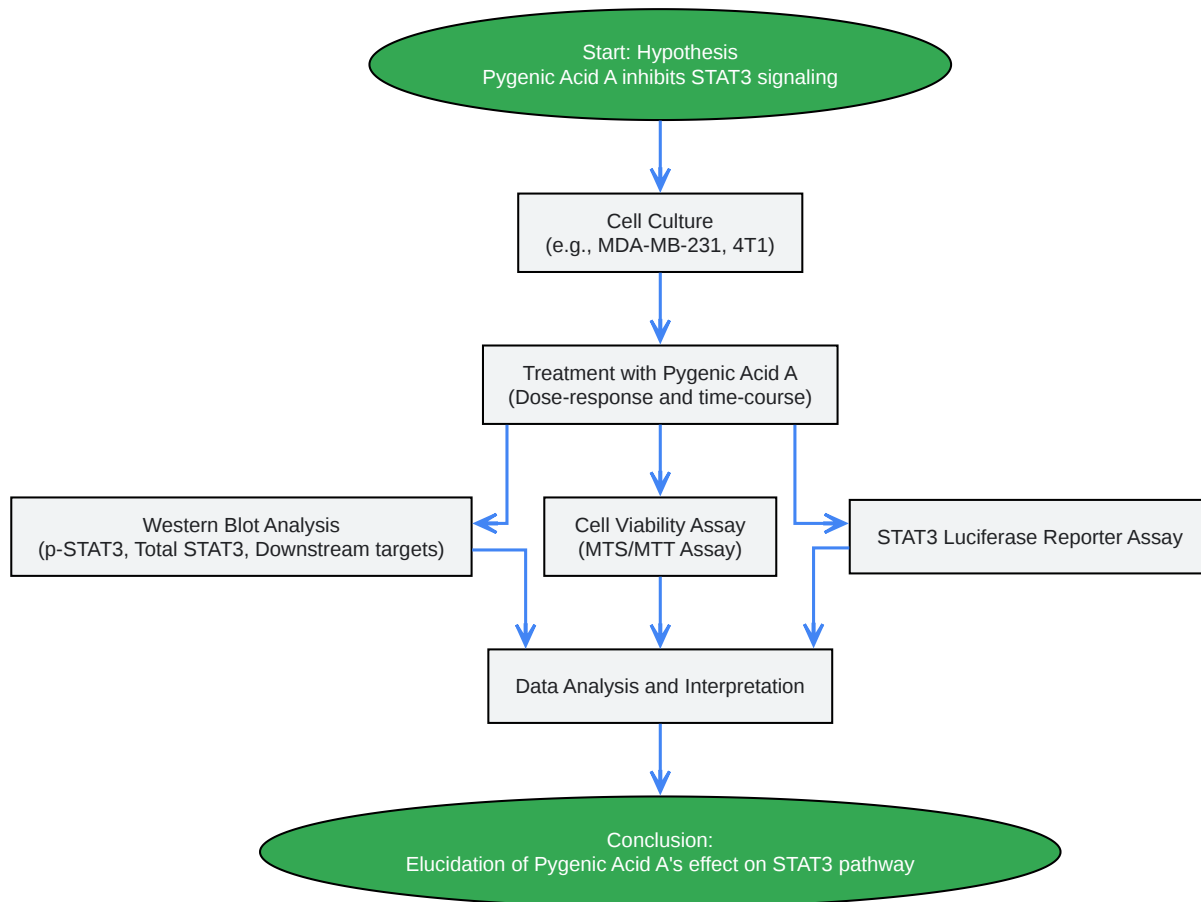 Start: Hypothesis
Pygenic Acid A inhibits STAT3 signaling
Cell Culture
(e.g., MDA-MB-231, 4T1)
Treatment with Pygenic Acid A
(Dose-response and time-course)
Western Blot Analysis
(p-STAT3, Total STAT3, Downstream targets)
Cell Viability Assay
(MTS/MTT Assay)
STAT3 Luciferase Reporter Assay
Data Analysis and Interpretation
Conclusion:
Elucidation of Pygenic Acid A's effect on STAT3 pathway